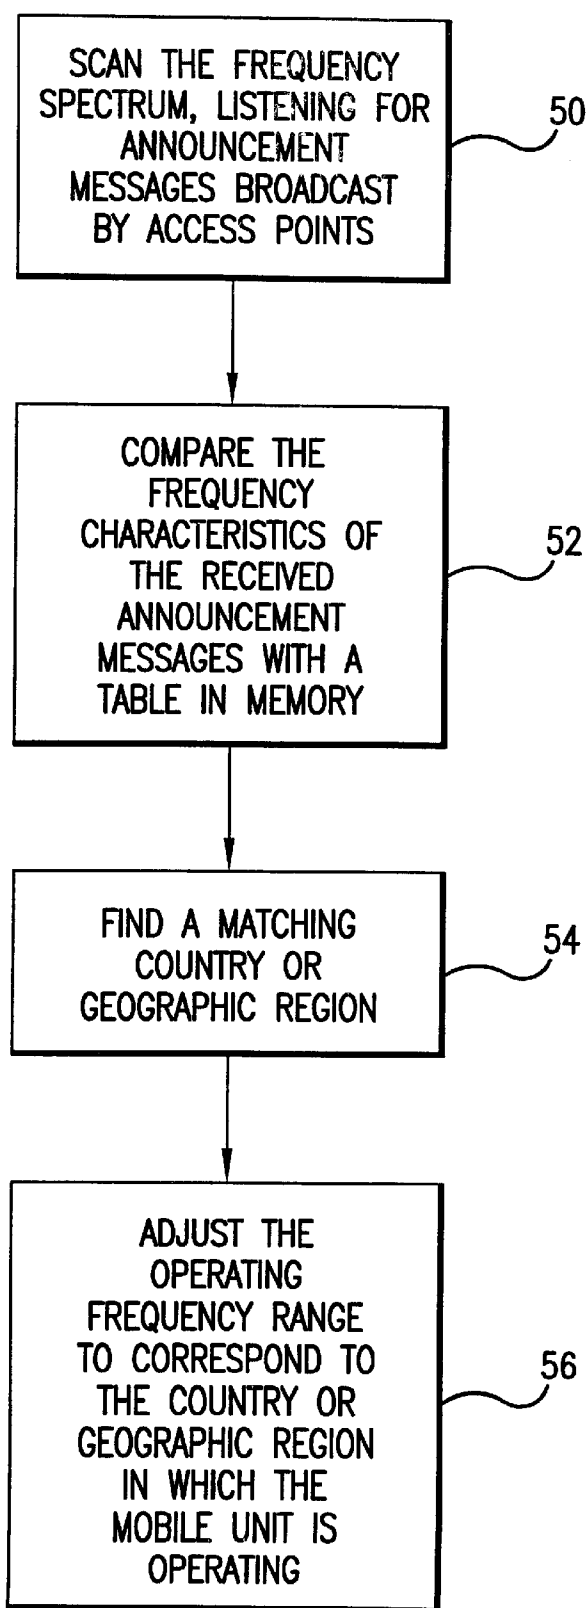 SCAN THE FREQUENCY
SPECTRUM, LISTENING FOR
ANNOUNCEMENT
MESSAGES BROADCAST
BY ACCESS POINTS
50
COMPARE THE
FREQUENCY
CHARACTERISTICS OF
THE RECEIVED
ANNOUNCEMENT
MESSAGES WITH A
TABLE IN MEMORY
52
FIND A MATCHING
COUNTRY OR
GEOGRAPHIC REGION
54
ADJUST THE
OPERATING
FREQUENCY RANGE
TO CORRESPOND TO
THE COUNTRY OR
GEOGRAPHIC REGION
IN WHICH THE
MOBILE UNIT IS
OPERATING
56